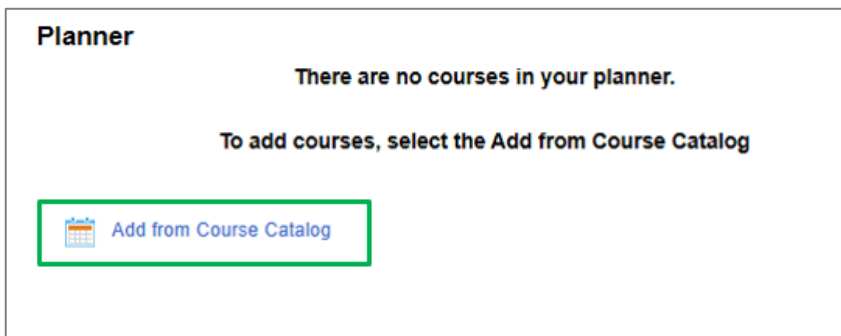 Planner
There are no courses in your planner.
To add courses, select the Add from Course Catalog
Add from Course Catalog